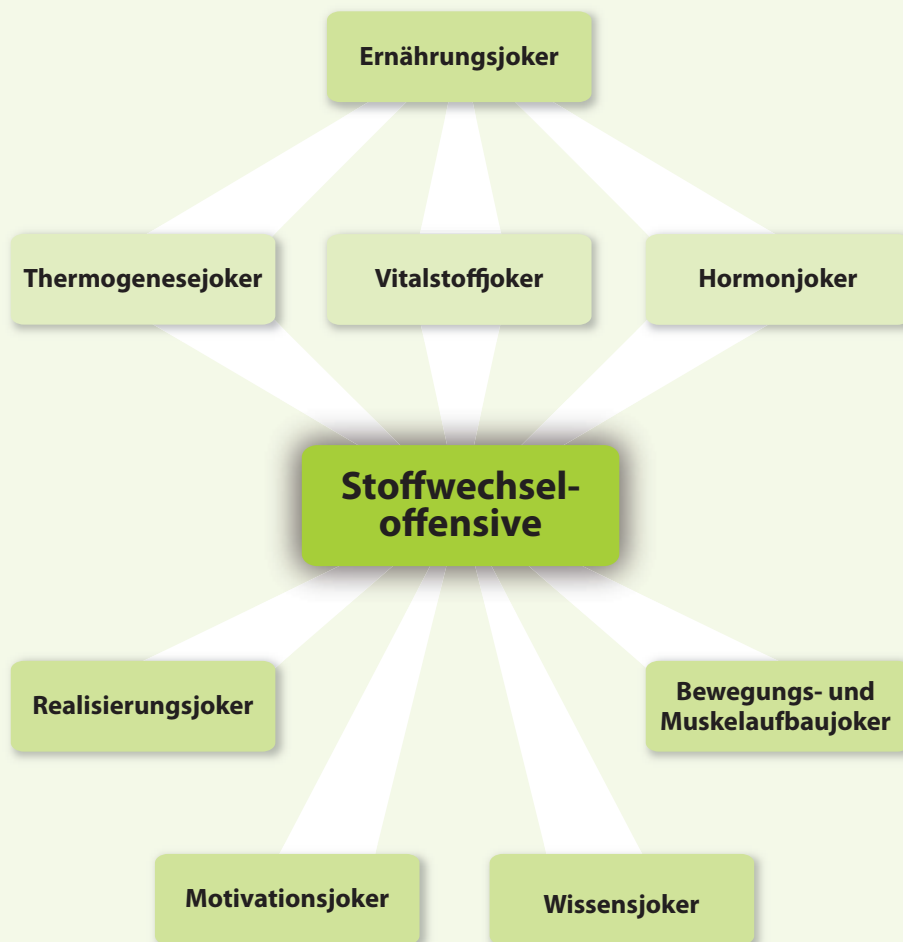 Ernährungsjoker
Thermogenesejoker
Vitalstoffjoker
Hormonjoker
Stoffwechsel-
offensive
Realisierungsjoker
Bewegungs- und
Muskelaufbaujoker
Motivationsjoker
Wissensjoker